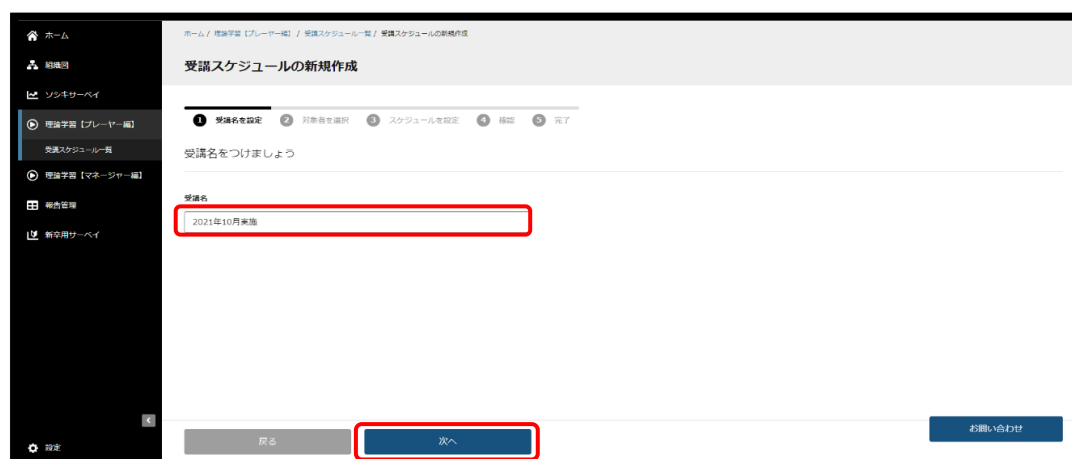 ホーム
組織図
ソシキサーベイ
理論学習【プレーヤー編】
受講スケジュール一覧
理論学習【マネージャー編】
報告管理
新卒用サーベイ
設定
ホーム / 理論学習【プレーヤー編】 / 受講スケジュール一覧 / 受講スケジュールの新規作成
受講スケジュールの新規作成
1 受講名を設定 2 対象者を選択 3 スケジュールを設定 4 確認 5 完了
受講名をつけましょう
受講名
2021年10月実施
戻る
次へ
お問い合わせ